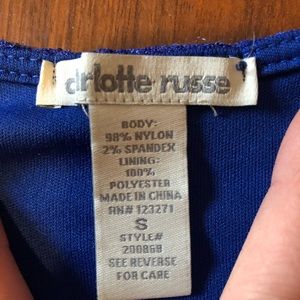 arlotte russe
BODY:
98% NYLON
2% SPANDEX
LINING:
100%
POLYESTER
MADE IN CHINA
RN# 123271
S
STYLE#
200869
SEE REVERSE
FOR CARE